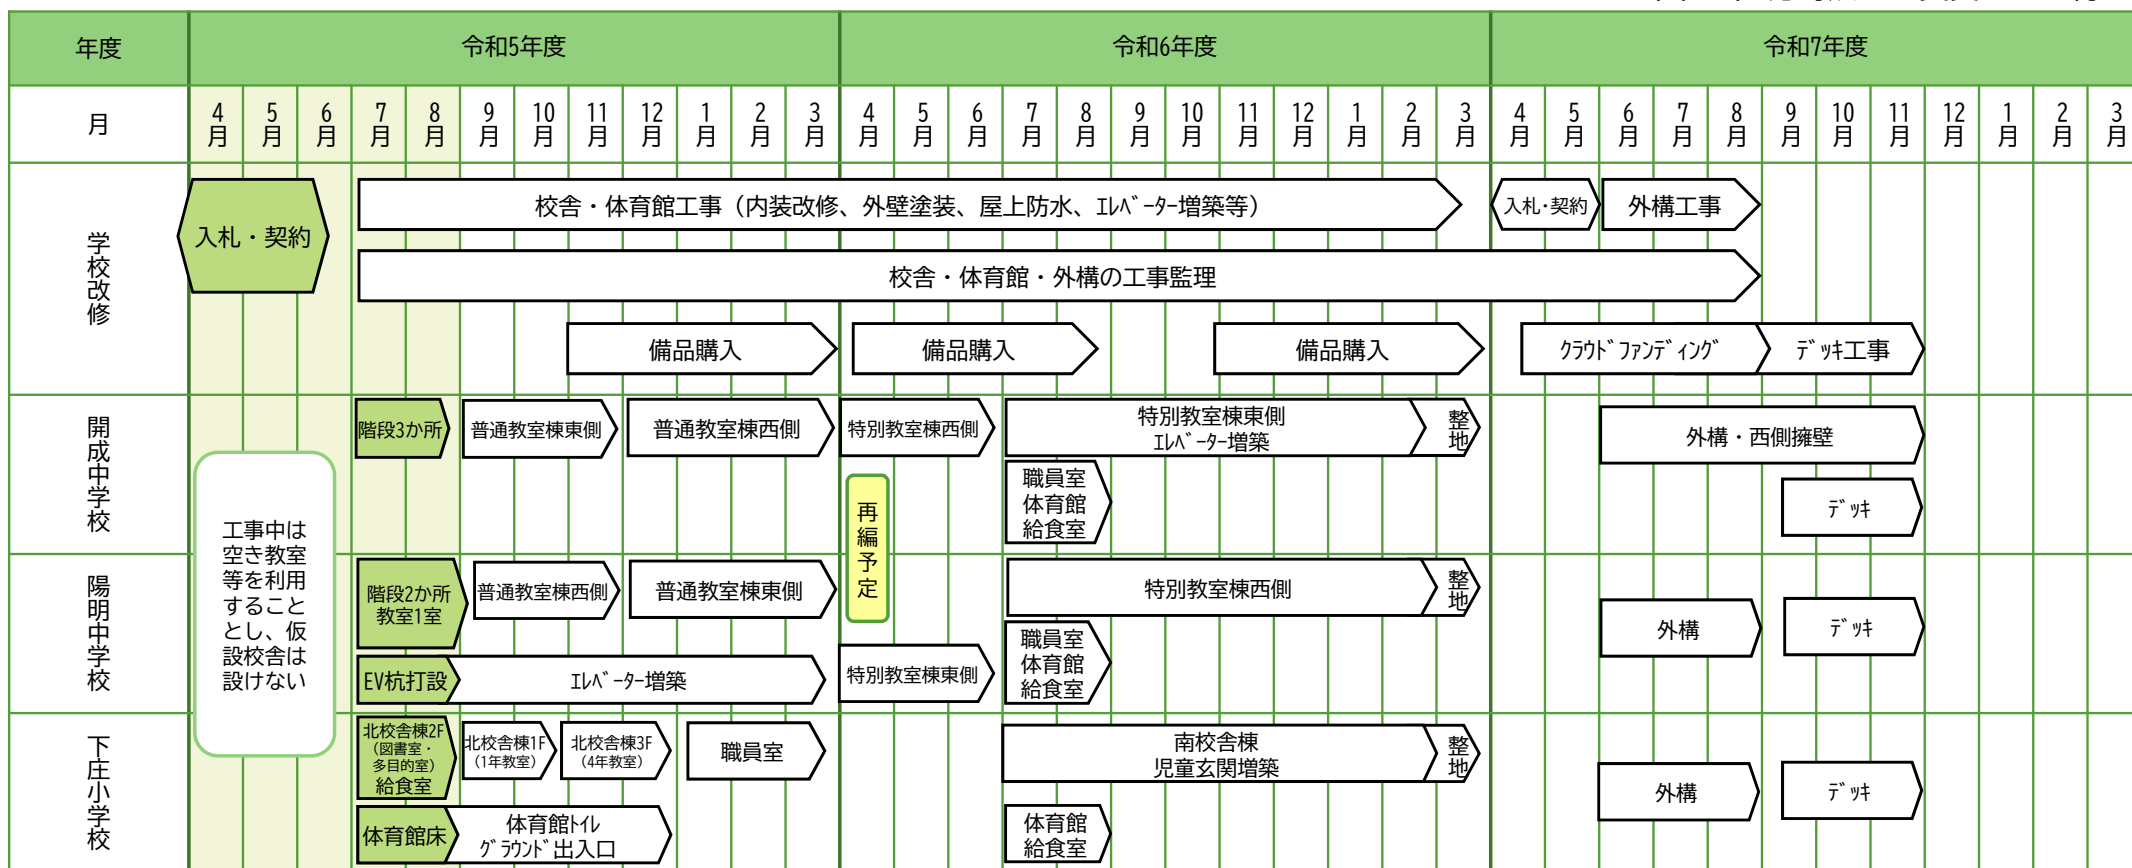 年度 令和5年度 令和6年度 令和7年度
月 4月 5月 6月 7月 8月 9月 10月 11月 12月 1月 2月 3月 4月 5月 6月 7月 8月 9月 10月 11月 12月 1月 2月 3月 4月 5月 6月 7月 8月 9月 10月 11月 12月 1月 2月 3月
学校改修
入札・契約
校舎・体育館工事（内装改修、外壁塗装、屋上防水、ｴﾚﾍﾞｰﾀｰ増築等）
入札・契約
外構工事
校舎・体育館・外構の工事監理
備品購入
備品購入
備品購入
ｸﾗｳﾄﾞﾌｧﾝﾃﾞｨﾝｸﾞ
ﾃﾞｯｷ工事
開成中学校
階段3か所
普通教室棟東側
普通教室棟西側
特別教室棟西側
特別教室棟東側
ｴﾚﾍﾞｰﾀｰ増築
整地
職員室
体育館
給食室
外構・西側擁壁
ﾃﾞｯｷ
工事中は
空き教室
等を利用
すること
とし、仮
設校舎は
設けない
再編予定
陽明中学校
階段2か所
教室1室
普通教室棟西側
普通教室棟東側
特別教室棟西側
整地
EV杭打設
ｴﾚﾍﾞｰﾀｰ増築
特別教室棟東側
職員室
体育館
給食室
外構
ﾃﾞｯｷ
下庄小学校
北校舎棟2F
（図書室・
多目的室）
給食室
北校舎棟1F
（1年教室）
北校舎棟3F
（4年教室）
職員室
南校舎棟
児童玄関増築
整地
体育館床
体育館ﾄｲﾚ
ｸﾞﾗｳﾝﾄﾞ出入口
体育館
給食室
外構
ﾃﾞｯｷ